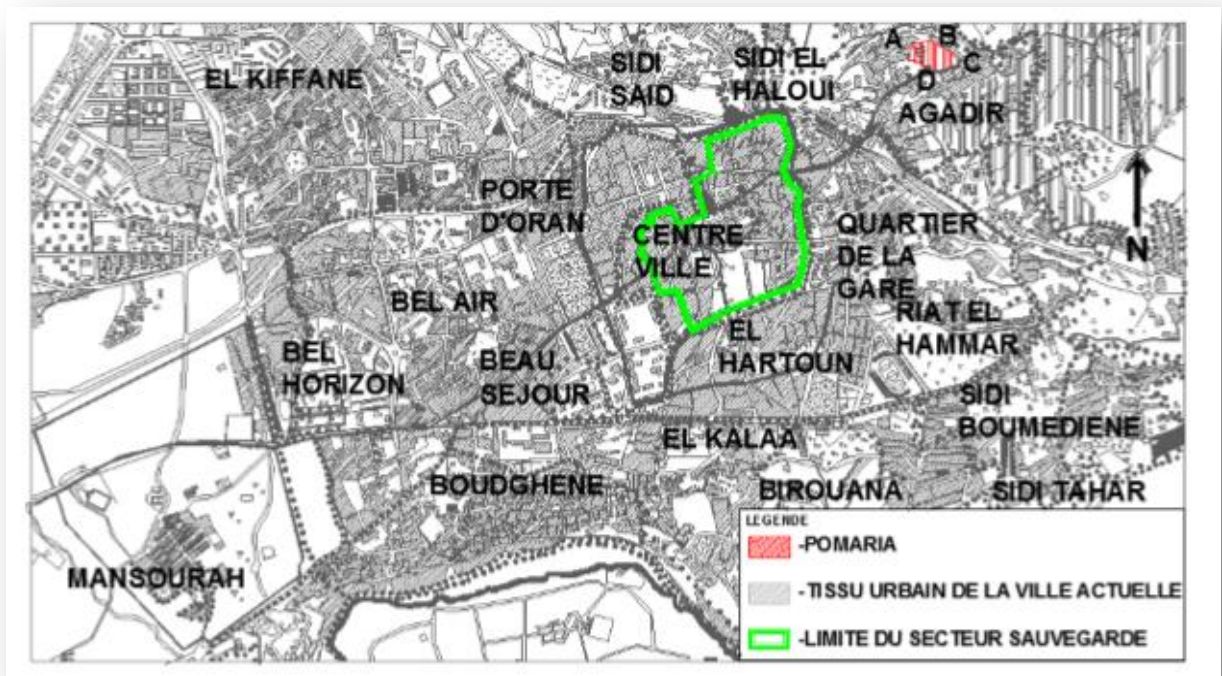 A B
C
D
EL KIFFANE
SIDI
SAID
SIDI EL
HALOUI
AGADIR
PORTE
D'ORAN
CENTRE
VILLE
QUARTIER
DE LA
GARE
N
BEL AIR
RIAT EL
HAMMAR
BEL
HORIZON
BEAU
SEJOUR
EL
HARTOUN
SIDI
BOUMEDIENE
EL KALAA
BOUDGHENE
BIROUANA
SIDI TAHAR
MANSOURAH
LEGENDE
-POMARIA
-TISSU URBAIN DE LA VILLE ACTUELLE
-LIMITE DU SECTEUR SAUVEGARDE